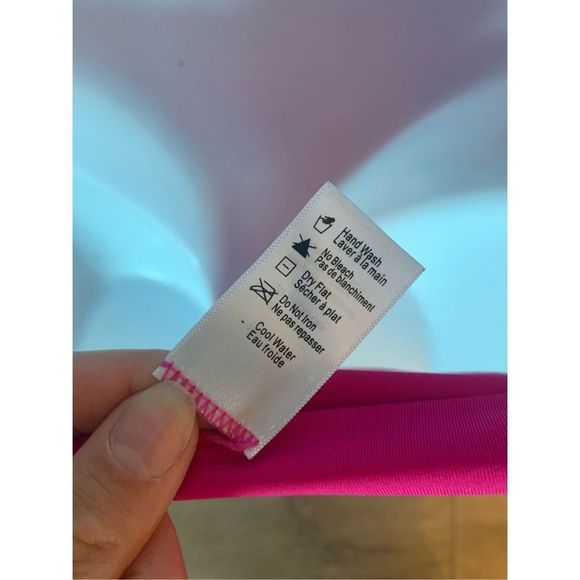 Hand Wash
Laver à la main
No Bleach
Pas de blanchiment
Dry Flat
Sécher à plat
Do Not Iron
Ne pas repasser
Cool Water
Eau froide